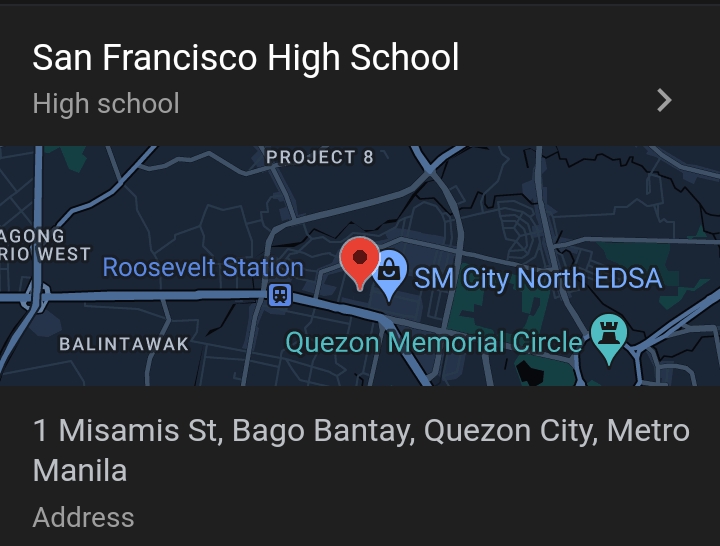 San Francisco High School
High school
PROJECT 8
AGONG
RIO WEST
Roosevelt Station
SM City North EDSA
BALINTAWAK
Quezon Memorial Circle
1 Misamis St, Bago Bantay, Quezon City, Metro
Manila
Address